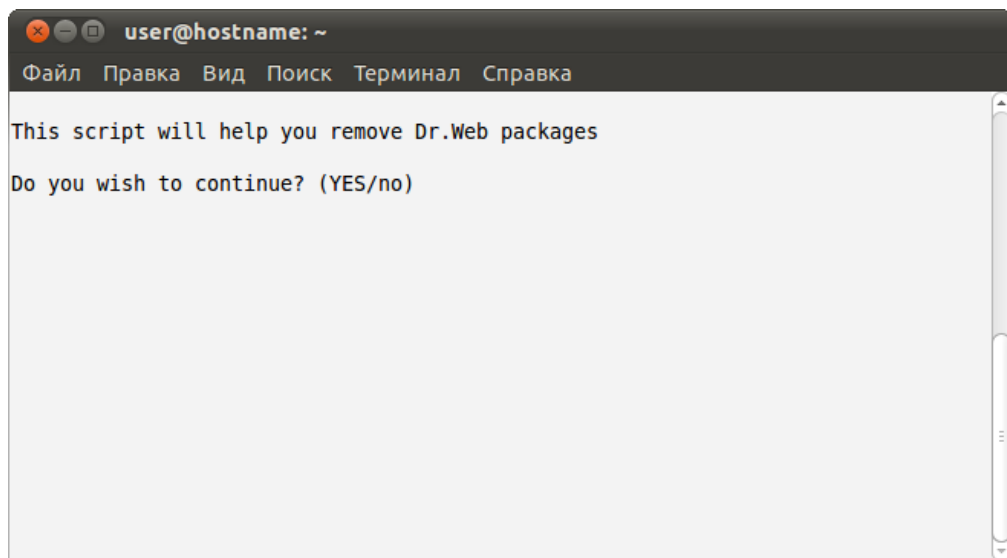 user@hostname: ~
Файл Правка Вид Поиск Терминал Справка
This script will help you remove Dr.Web packages
Do you wish to continue? (YES/no)